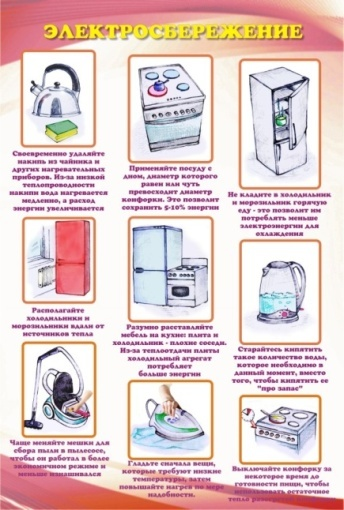 ЭЛЕКТРОСБЕРЕЖЕНИЕ
Своевременно удаляйте
накипь из чайника и
других нагревательных
приборов. Из-за низкой
теплопроводности
накипи вода нагревается
медленно, а расход
энергии увеличивается
Применяйте посуду с
дном, диаметр которого
равен или чуть
превосходит диаметр
конфорки. Это позволит
сохранить 5-10% энергии
Не кладите в холодильник
и морозильник горячую
еду - это позволит им
потреблять меньше
электроэнергии для
охлаждения
Располагайте
холодильники и
морозильники вдали от
источников тепла
Разумно расставляйте
мебель на кухне: плита и
холодильник - плохие соседи.
Из-за теплоотдачи плиты
холодильный агрегат
потребляет
больше энергии
Старайтесь кипятить
такое количество воды,
которое необходимо в
данный момент, вместо
того, чтобы кипятить ее
"про запас"
Чаще меняйте мешки для
сбора пыли в пылесосе,
чтобы он работал в более
экономичном режиме и
меньше изнашивался
Гладьте сначала вещи,
которые требуют низкие
температуры, затем
повышайте нагрев по мере
надобности.
Выключайте конфорку за
некоторое время до
готовности пищи, чтобы
использовать остаточное
тепло